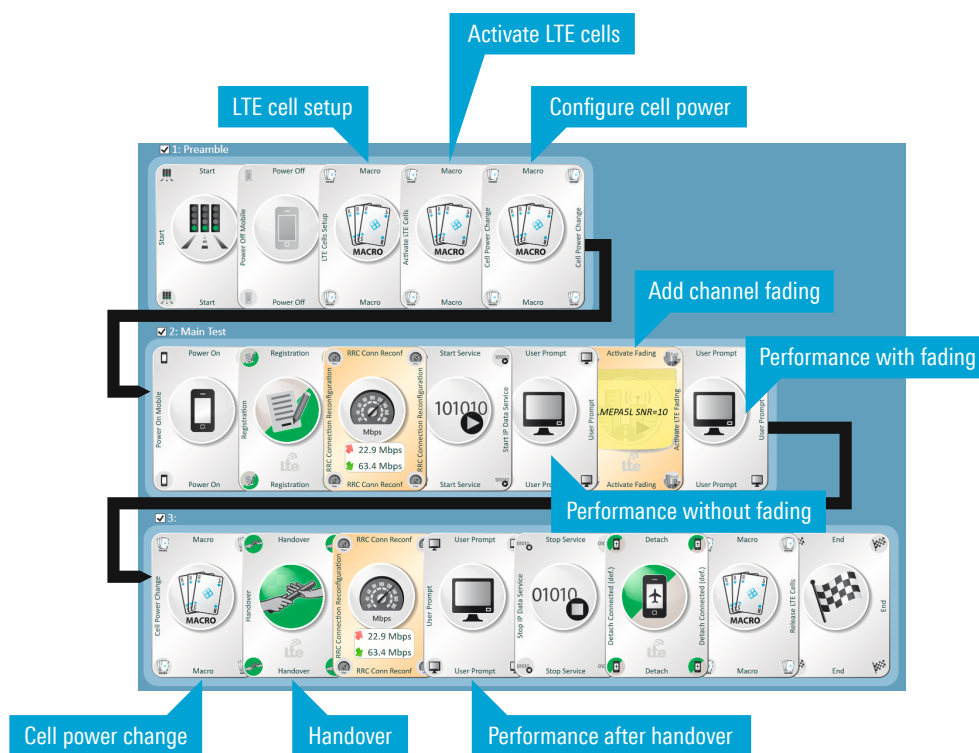 Activate LTE cells
LTE cell setup
Configure cell power
1: Preamble
Start
Power Off
Macro
Macro
Macro
Start
Power Off Mobile
LTE Cells Setup
Activate LTE Cells
Cell Power Change
Cell Power Change
MACRO
MACRO
MACRO
Start
Power Off
Macro
Macro
Macro
Add channel fading
2: Main Test
Performance with fading
Power On
Registration
RRC Conn Reconf
Start Service
User Prompt
Activate Fading
User Prompt
Power On Mobile
Registration
RRC Connection Reconfiguration
RRC Connection Reconfiguration
Start IP Data Service
User Prompt
Activate LTE Fading
User Prompt
101010
MEPA5L SNR=10
Mbps
22.9 Mbps
63.4 Mbps
lte
lte
Power On
Registration
RRC Conn Reconf
Start Service
Activate Fading
User Prompt
Performance without fading
3:
Macro
Handover
RRC Conn Reconf
User Prompt
Stop Service
Detach
Macro
End
Cell Power Change
Handover
RRC Connection Reconfiguration
User Prompt
Stop IP Data Service
Detach Connected (def.)
Detach Connected (def.)
Release LTE Cells
End
MACRO
Mbps
01010
MACRO
22.9 Mbps
63.4 Mbps
lte
lte
Macro
Handover
RRC Conn Reconf
User Prompt
Stop Service
Detach
Macro
End
Cell power change
Handover
Performance after handover